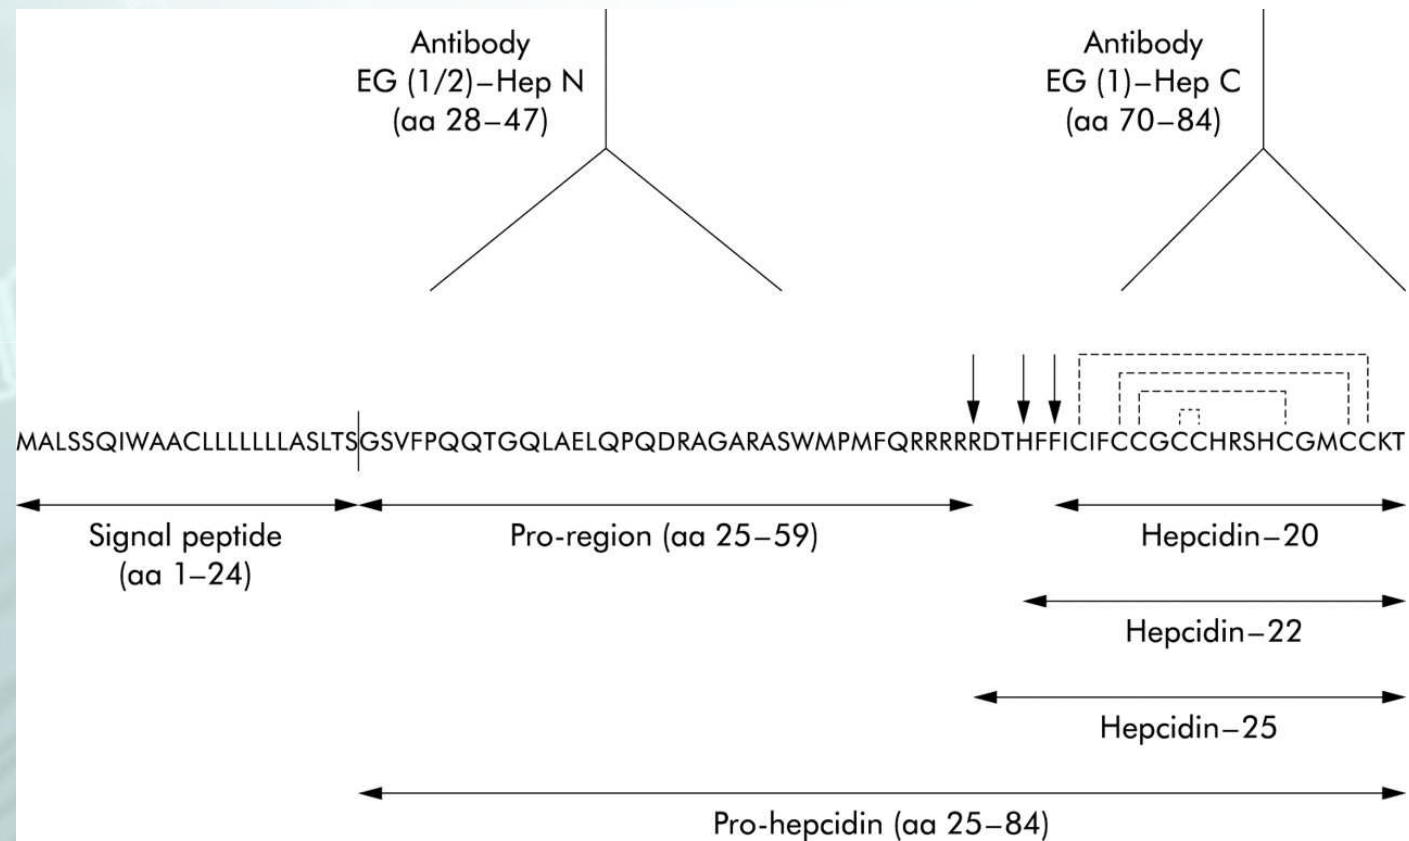 Antibody
EG (1/2)–Hep N
(aa 28–47)
Antibody
EG (1)–Hep C
(aa 70–84)
MALSSQIWAACLLLLLLLASLTSGSVFPQQTGQLAELQPQDRAGARASWMPMFQRRRRRDTHFFICIFCCGCCHRSHCGMCCKT
Signal peptide
(aa 1–24)
Pro-region (aa 25–59)
Hepcidin–20
Hepcidin–22
Hepcidin–25
Pro-hepcidin (aa 25–84)